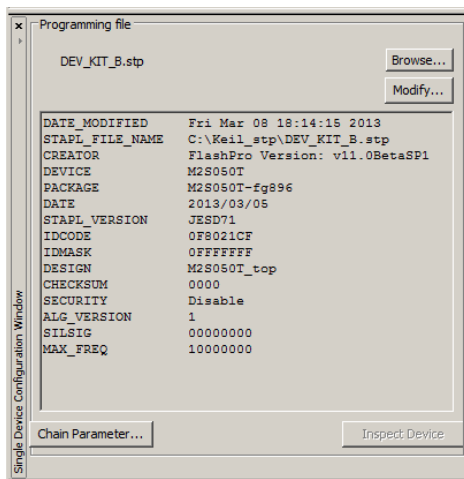 Programming file
DEV_KIT_B.stp
Browse...
Modify...
DATE_MODIFIED Fri Mar 08 18:14:15 2013
STAPL_FILE_NAME C:\Keil_stp\DEV_KIT_B.stp
CREATOR FlashPro Version: v11.0BetaSP1
DEVICE M2S050T
PACKAGE M2S050T-fg896
DATE 2013/03/05
STAPL_VERSION JESD71
IDCODE 0F8021CF
IDMASK 0FFFFFFF
DESIGN M2S050T_top
CHECKSUM 0000
SECURITY Disable
ALG_VERSION 1
SILSIG 00000000
MAX_FREQ 10000000
Chain Parameter...
Inspect Device
Single Device Configuration Window